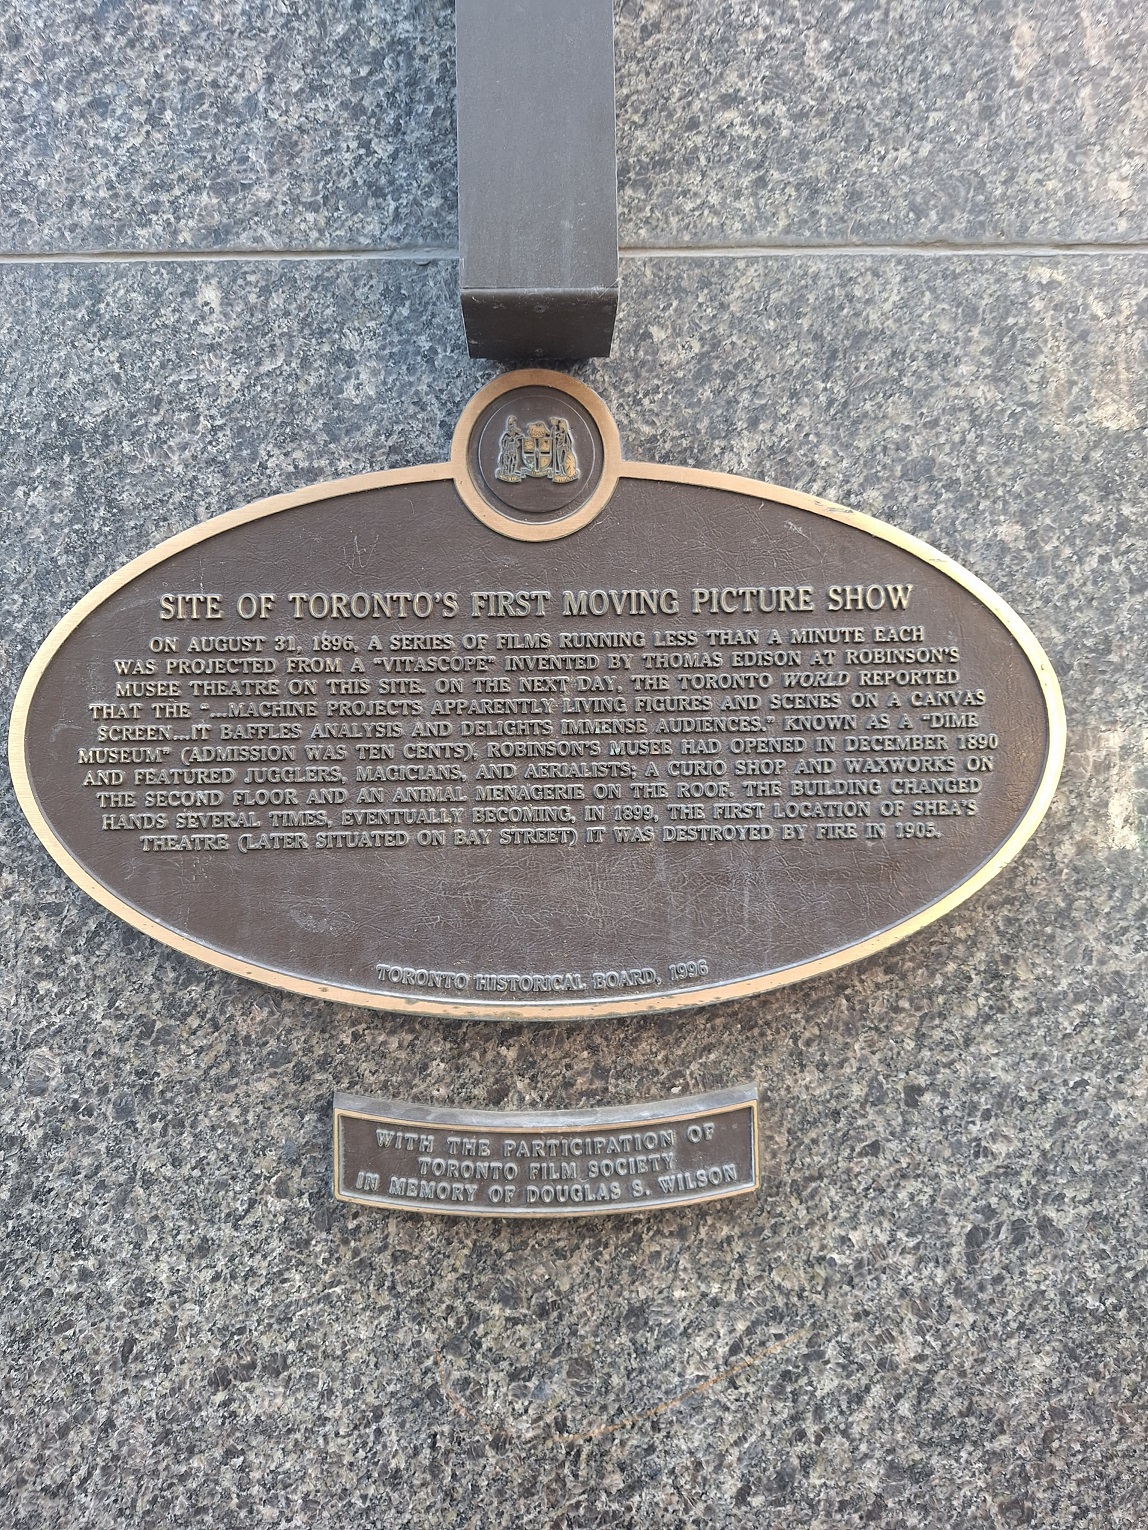 SITE OF TORONTO'S FIRST MOVING PICTURE SHOW
ON AUGUST 31, 1896, A SERIES OF FILMS RUNNING LESS THAN A MINUTE EACH
WAS PROJECTED FROM A "VITASCOPE" INVENTED BY THOMAS EDISON AT ROBINSON'S
MUSEE THEATRE ON THIS SITE. ON THE NEXT DAY, THE TORONTO WORLD REPORTED
THAT THE "...MACHINE PROJECTS APPARENTLY LIVING FIGURES AND SCENES ON A CANVAS
SCREEN...IT BAFFLES ANALYSIS AND DELIGHTS IMMENSE AUDIENCES." KNOWN AS A "DIME
MUSEUM" (ADMISSION WAS TEN CENTS), ROBINSON'S MUSEE HAD OPENED IN DECEMBER 1890
AND FEATURED JUGGLERS, MAGICIANS, AND AERIALISTS; A CURIO SHOP AND WAXWORKS ON
THE SECOND FLOOR AND AN ANIMAL MENAGERIE ON THE ROOF. THE BUILDING CHANGED
HANDS SEVERAL TIMES, EVENTUALLY BECOMING, IN 1899, THE FIRST LOCATION OF SHEA'S
THEATRE (LATER SITUATED ON BAY STREET) IT WAS DESTROYED BY FIRE IN 1905.
TORONTO HISTORICAL BOARD, 1996
WITH THE PARTICIPATION OF
TORONTO FILM SOCIETY
IN MEMORY OF DOUGLAS S. WILSON